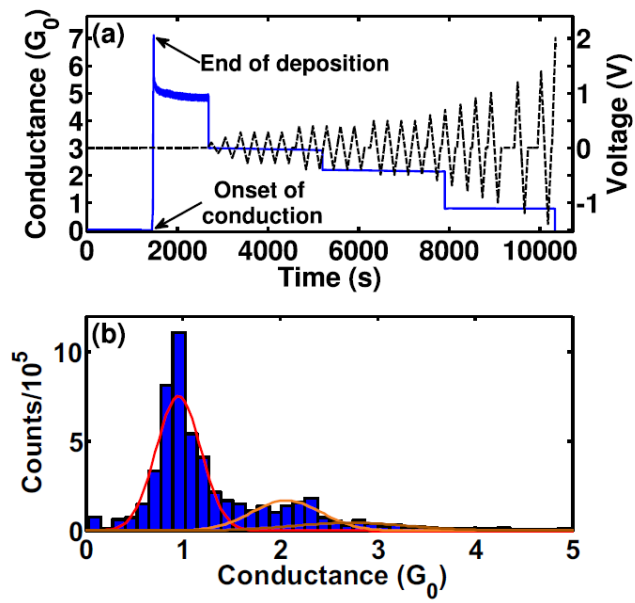 (a)
Conductance (G0)
7
6
5
4
3
2
1
0
End of deposition
Onset of
conduction
2
1
0
-1
Voltage (V)
0 2000 4000 6000 8000 10000
Time (s)
(b)
Counts/10^5
10
5
0
0 1 2 3 4 5
Conductance (G0)